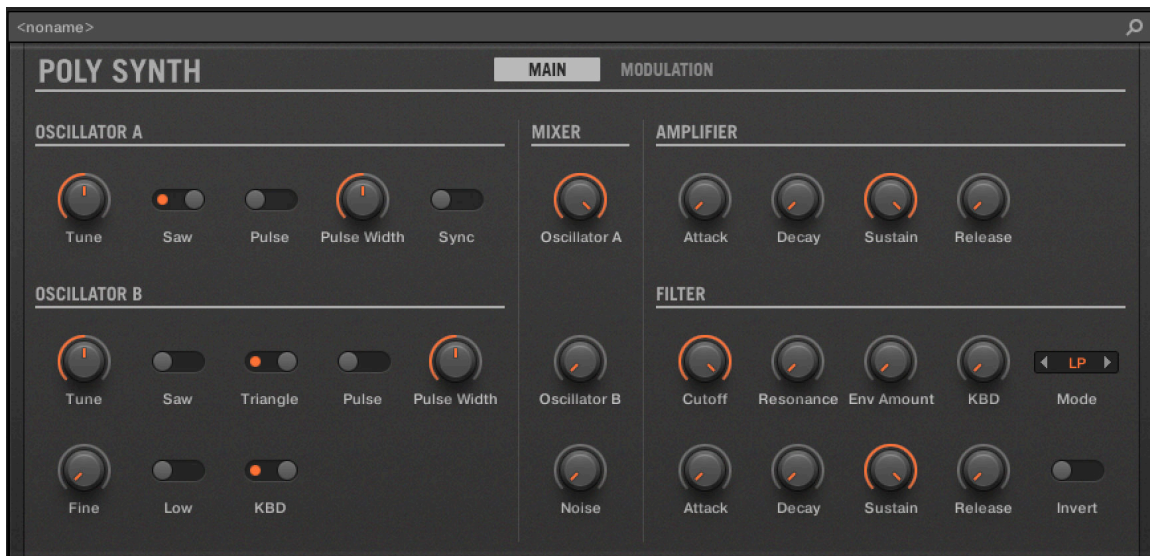 <noname>
POLY SYNTH
MAIN MODULATION
OSCILLATOR A
Tune Saw Pulse Pulse Width Sync
MIXER
Oscillator A
AMPLIFIER
Attack Decay Sustain Release
OSCILLATOR B
Tune Saw Triangle Pulse Pulse Width
Fine Low KBD
Oscillator B
Noise
FILTER
LP
Cutoff Resonance Env Amount KBD Mode
Attack Decay Sustain Release Invert